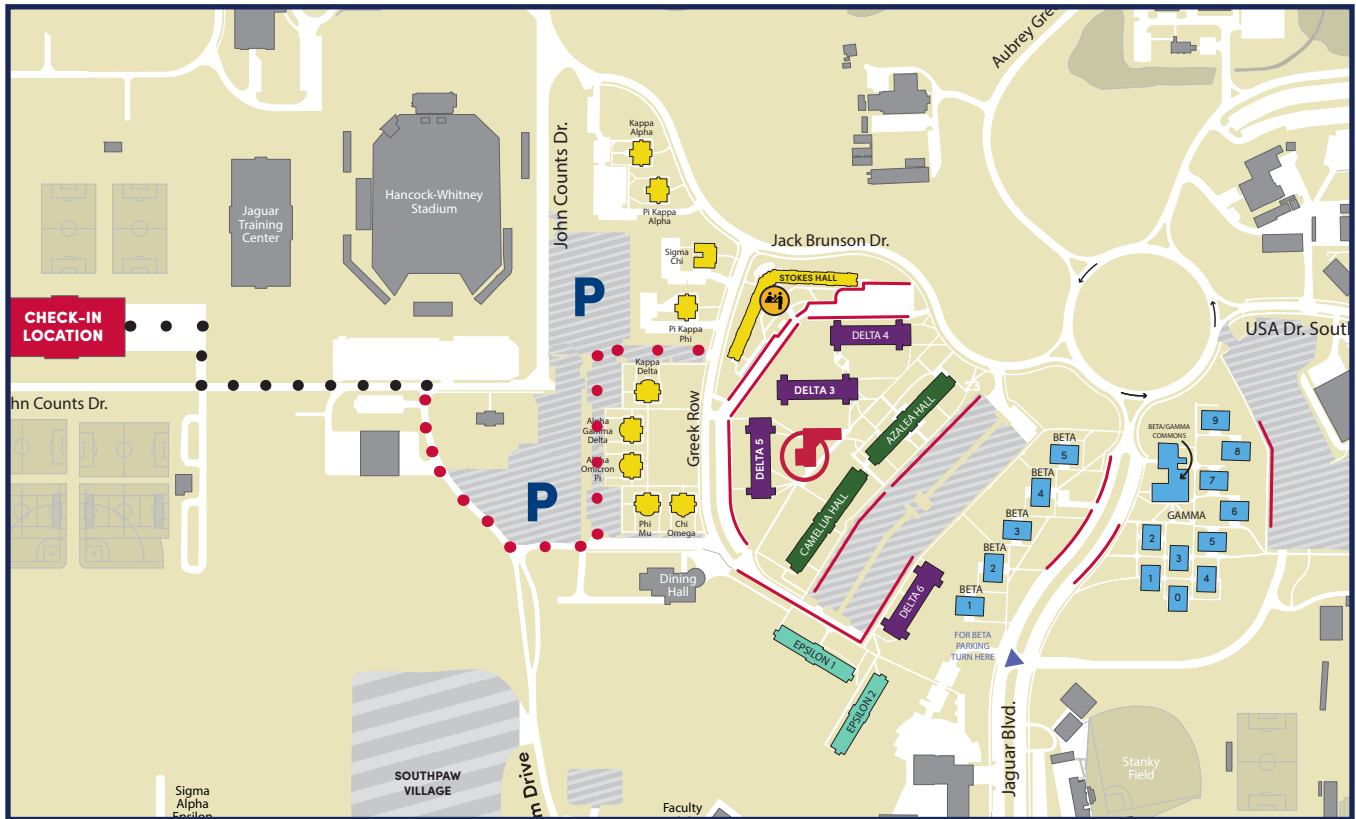 Aubrey Gre
Kappa
Alpha
John Counts Dr.
Hancock-Whitney
Stadium
Jaguar
Training
Center
Pi Kappa
Alpha
Jack Brunson Dr.
Sigma
Chi
STOKES HALL
P
CHECK-IN
LOCATION
Pi Kappa
Phi
DELTA 4
USA Dr. South
Kappa
Delta
DELTA 3
23
hn Counts Dr.
Alpha
Gamma
Delta
Greek Row
AZALEA HALL
DELTA 5
Alpha
Omicron
Pi
P
Phi
Mu
Chi
Omega
CAMELLIA HALL
BETA
5
BETA
4
BETA
3
BETA
2
BETA
1
BETA/GAMMA
COMMONS
9
8
7
6
GAMMA
2
5
3
1
4
0
Dining
Hall
DELTA 6
FOR BETA
PARKING
TURN HERE
EPSILON 1
EPSILON 2
Jaguar Blvd.
Stanky
Field
SOUTHPAW
VILLAGE
m Drive
Sigma
Alpha
Epsilon
Faculty